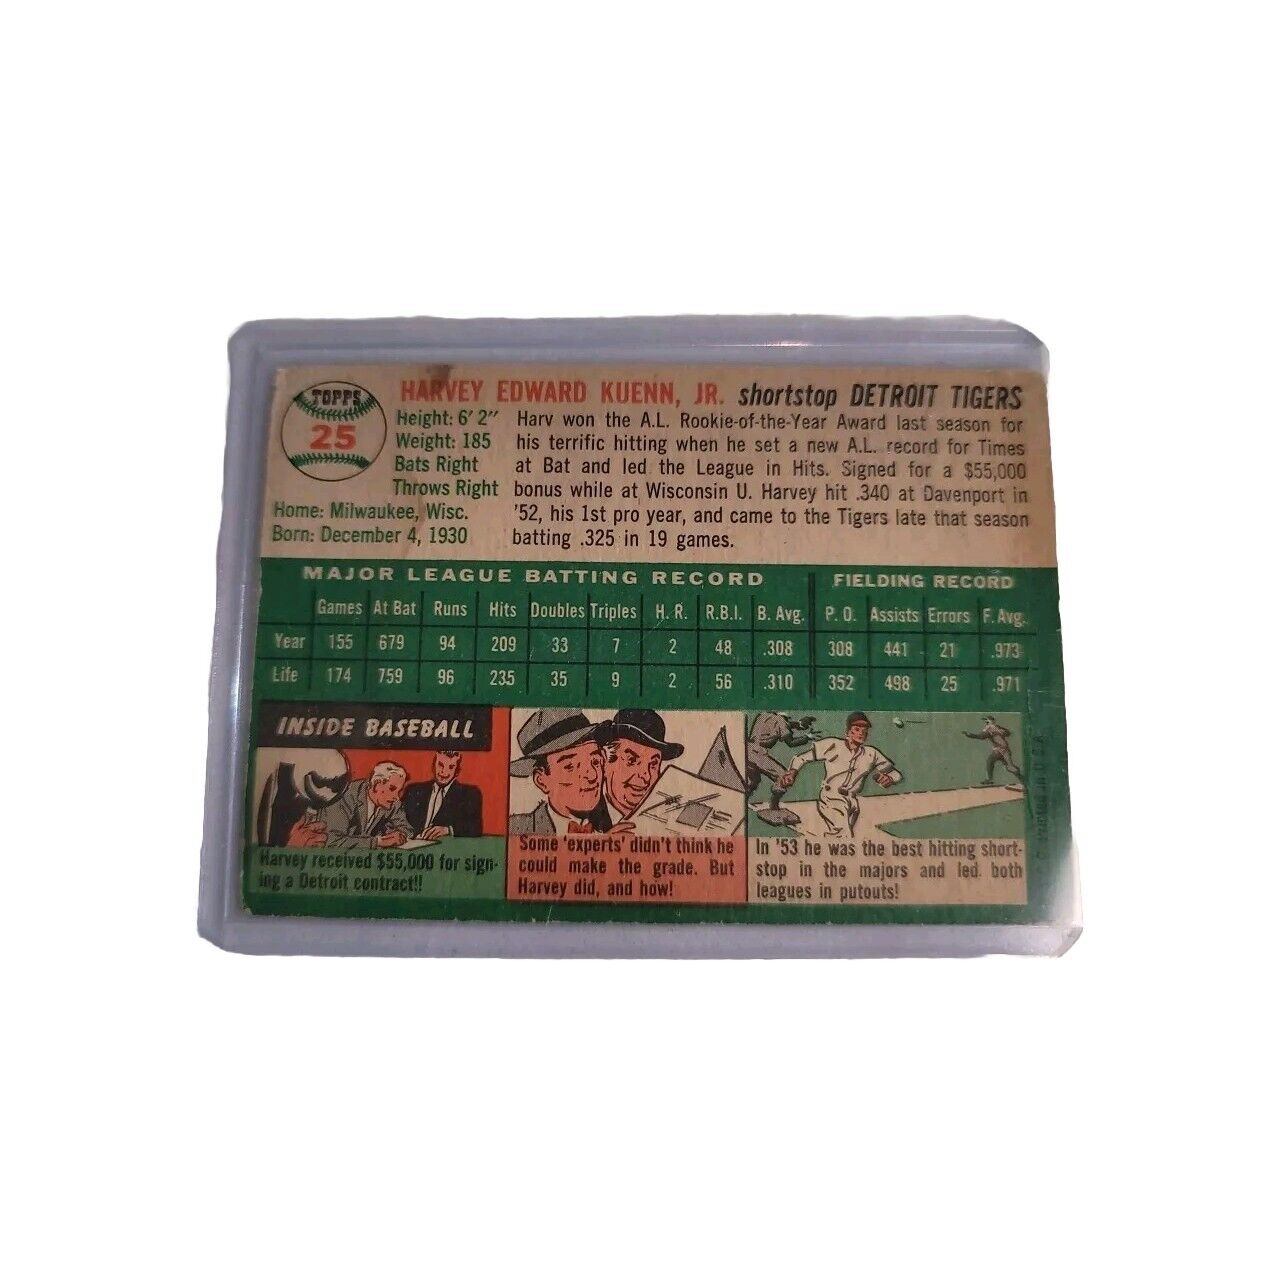 TOPPS
25
HARVEY EDWARD KUENN, JR. shortstop DETROIT TIGERS
Height: 6' 2"
Weight: 185
Bats Right
Throws Right
Home: Milwaukee, Wisc.
Born: December 4, 1930
Harv won the A.L. Rookie-of-the-Year Award last season for
his terrific hitting when he set a new A.L. record for Times
at Bat and led the League in Hits. Signed for a $55,000
bonus while at Wisconsin U. Harvey hit .340 at Davenport in
'52, his 1st pro year, and came to the Tigers late that season
batting .325 in 19 games.
MAJOR LEAGUE BATTING RECORD FIELDING RECORD
Games At Bat Runs Hits Doubles Triples H. R. R.B.I. B. Avg. P. O. Assists Errors F. Avg.
Year 155 679 94 209 33 7 2 48 .308 308 441 21 .973
Life 174 759 96 235 35 9 2 56 .310 352 498 25 .971
INSIDE BASEBALL
Harvey received $55,000 for sign-
ing a Detroit contract!!
Some 'experts' didn't think he
could make the grade. But
Harvey did, and how!
In '53 he was the best hitting short-
stop in the majors and led both
leagues in putouts!
printed in U.S.A.